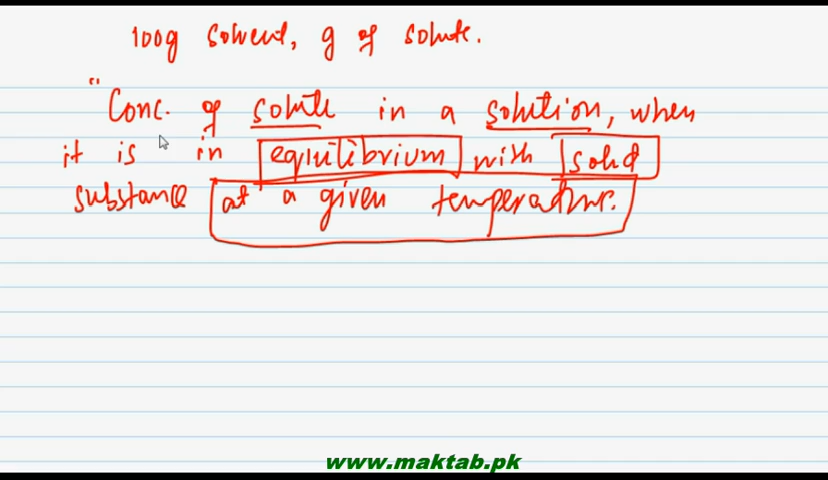 100g Solvent, g of solute.
"Conc. of solute in a solution, when
it is in equilibrium with solid
substance at a given temperature.
www.maktab.pk